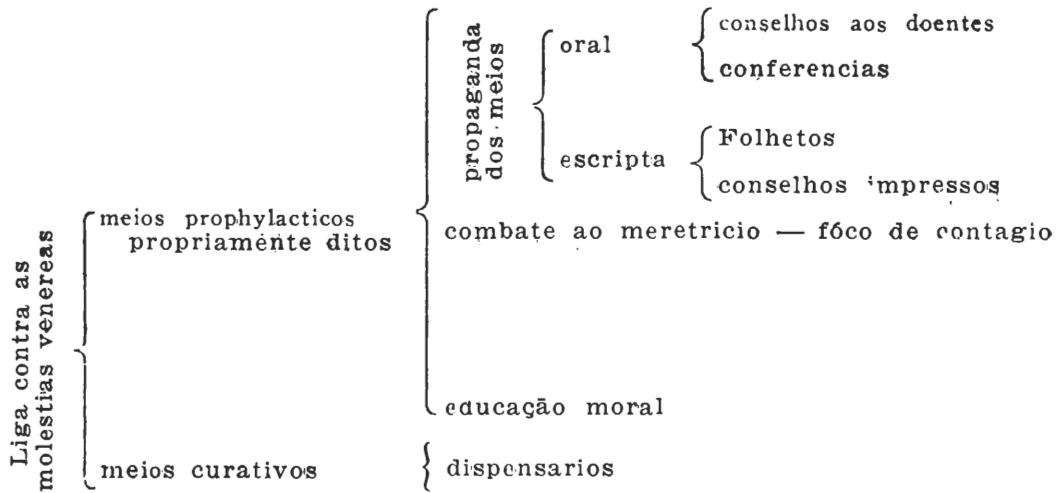 Liga contra as
molestias venereas
meios prophylacticos
propriaménte ditos
propaganda
dos meios
oral
conselhos aos doentes
conferencias
escripta
Folhetos
conselhos impressos
combate ao meretricio — fóco de contagio
educação moral
meios curativos
dispensarios